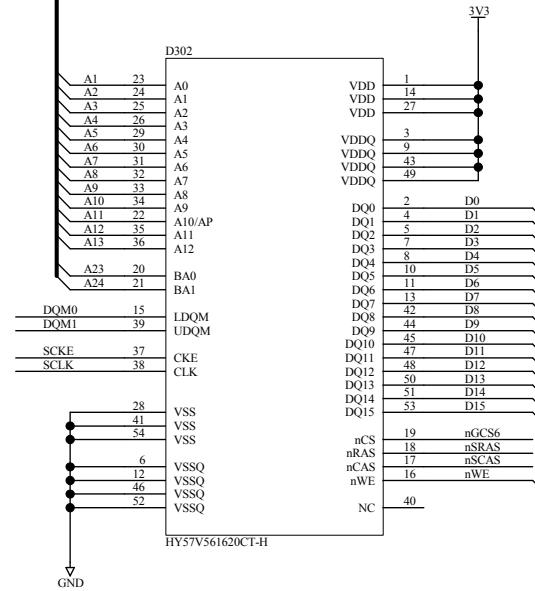 3V3
D302
A1 23 A0 VDD 1
A2 24 A1 VDD 14
A3 25 A2 VDD 27
A4 26 A3
A5 29 A4 VDDQ 3
A6 30 A5 VDDQ 9
A7 31 A6 VDDQ 43
A8 32 A7 VDDQ 49
A9 33 A8
A10 34 A9 DQ0 2 D0
A11 22 A10/AP DQ1 4 D1
A12 35 A11 DQ2 5 D2
A13 36 A12 DQ3 7 D3
DQ4 8 D4
A23 20 BA0 DQ5 10 D5
A24 21 BA1 DQ6 11 D6
DQ7 13 D7
DQM0 15 LDQM DQ8 42 D8
DQM1 39 UDQM DQ9 44 D9
DQ10 45 D10
SCKE 37 CKE DQ11 47 D11
SCLK 38 CLK DQ12 48 D12
DQ13 50 D13
DQ14 51 D14
28 VSS DQ15 53 D15
41 VSS
54 VSS nCS 19 nGCS6
nRAS 18 nSRAS
6 VSSQ nCAS 17 nSCAS
12 VSSQ nWE 16 nWE
46 VSSQ
52 VSSQ NC 40
HY57V561620CT-H
GND